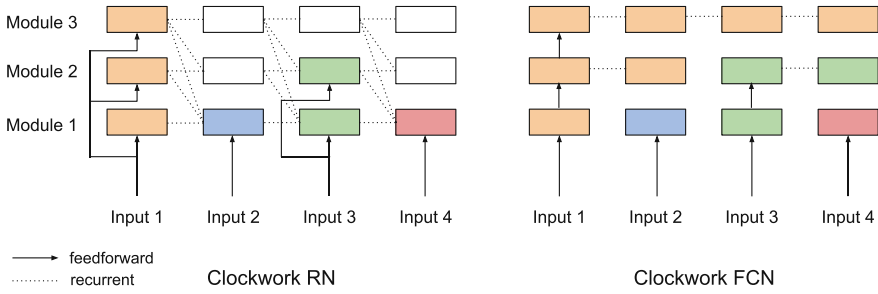 Module 3
Module 2
Module 1
Input 1 Input 2 Input 3 Input 4 Input 1 Input 2 Input 3 Input 4
feedforward
recurrent
Clockwork RN Clockwork FCN